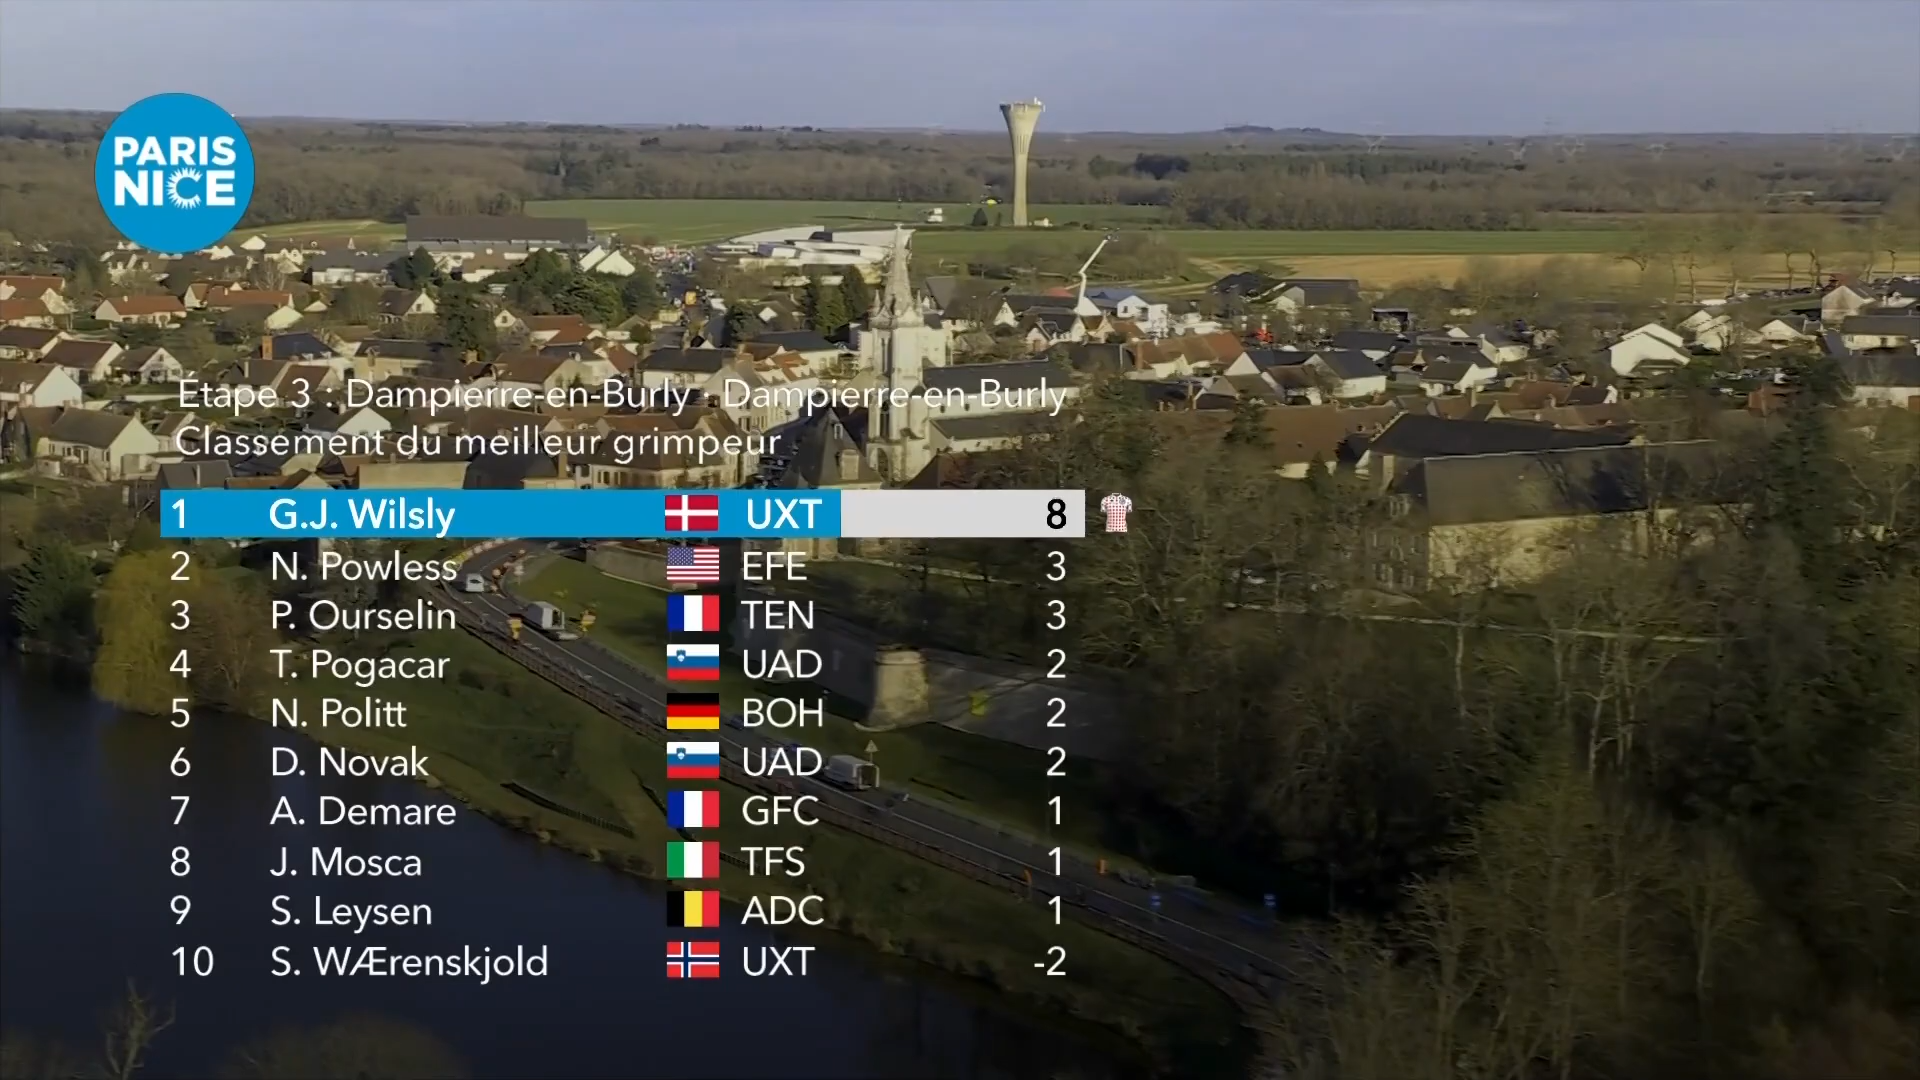 PARIS
NICE
Étape 3 : Dampierre-en-Burly · Dampierre-en-Burly
Classement du meilleur grimpeur
1 G.J. Wilsly UXT 8
2 N. Powless EFE 3
3 P. Ourselin TEN 3
4 T. Pogacar UAD 2
5 N. Politt BOH 2
6 D. Novak UAD 2
7 A. Demare GFC 1
8 J. Mosca TFS 1
9 S. Leysen ADC 1
10 S. WÆrenskjold UXT -2